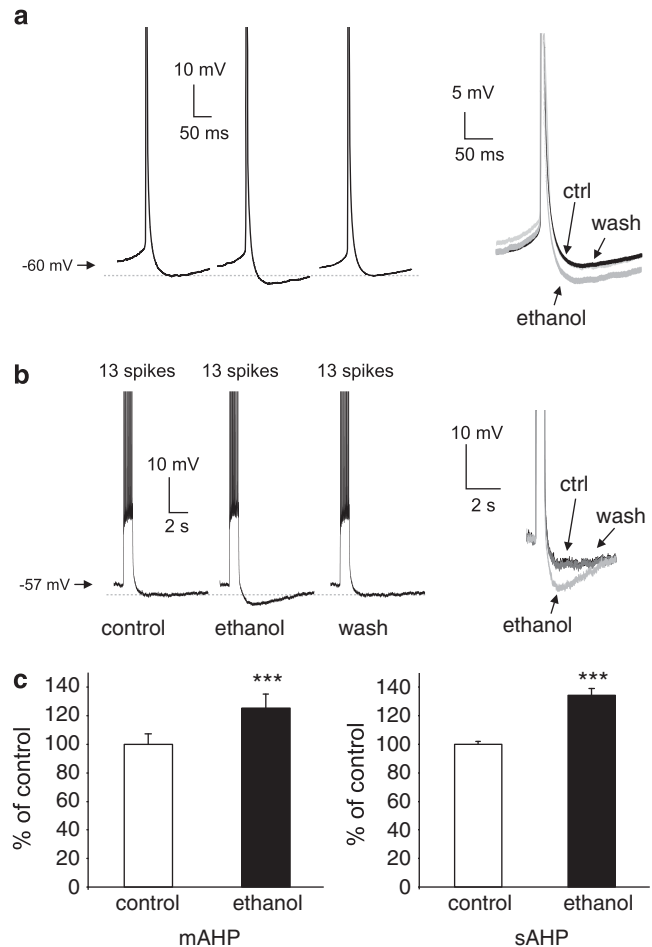 a
10 mV
50 ms
5 mV
50 ms
ctrl
wash
-60 mV
ethanol
b
13 spikes 13 spikes 13 spikes
10 mV
2 s
10 mV
2 s
ctrl
wash
-57 mV
control ethanol wash
ethanol
c
% of control
140
120
100
80
60
40
20
0
***
control ethanol
mAHP
% of control
140
120
100
80
60
40
20
0
***
control ethanol
sAHP